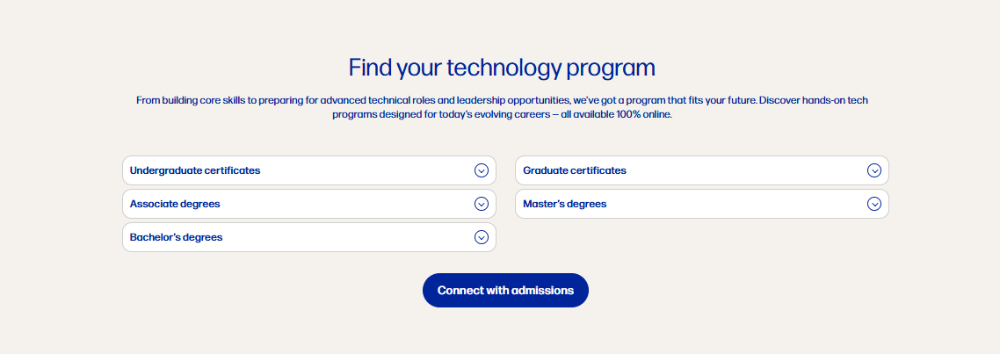 Find your technology program
From building core skills to preparing for advanced technical roles and leadership opportunities, we've got a program that fits your future. Discover hands-on tech
programs designed for today's evolving careers — all available 100% online.
Undergraduate certificates
Associate degrees
Bachelor's degrees
Graduate certificates
Master's degrees
Connect with admissions